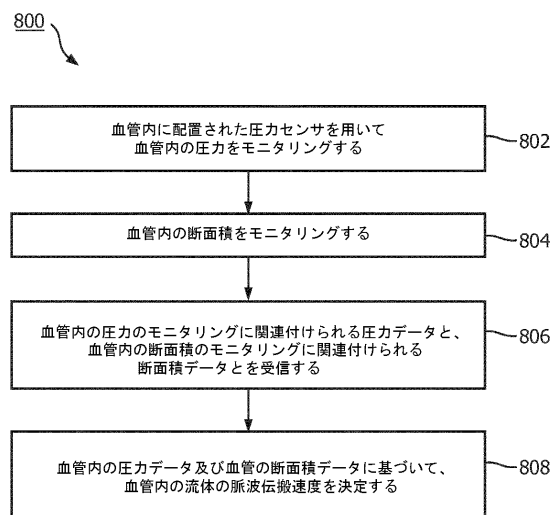 800
血管内に配置された圧力センサを用いて
血管内の圧力をモニタリングする
802
血管内の断面積をモニタリングする
804
血管内の圧力のモニタリングに関連付けられる圧力データと、
血管内の断面積のモニタリングに関連付けられる
断面積データとを受信する
806
血管内の圧力データ及び血管の断面積データに基づいて、
血管内の流体の脈波伝搬速度を決定する
808